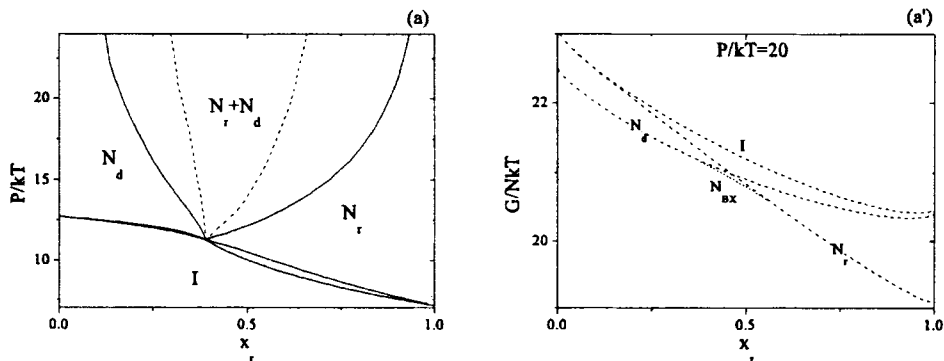 (a)
P/kT
20
15
10
N_d
N_r+N_d
N_r
I
0.0 0.5 1.0
x_r
(a')
P/kT=20
G/NkT
22
20
N_d
I
N_BX
N_r
0.0 0.5 1.0
x_r